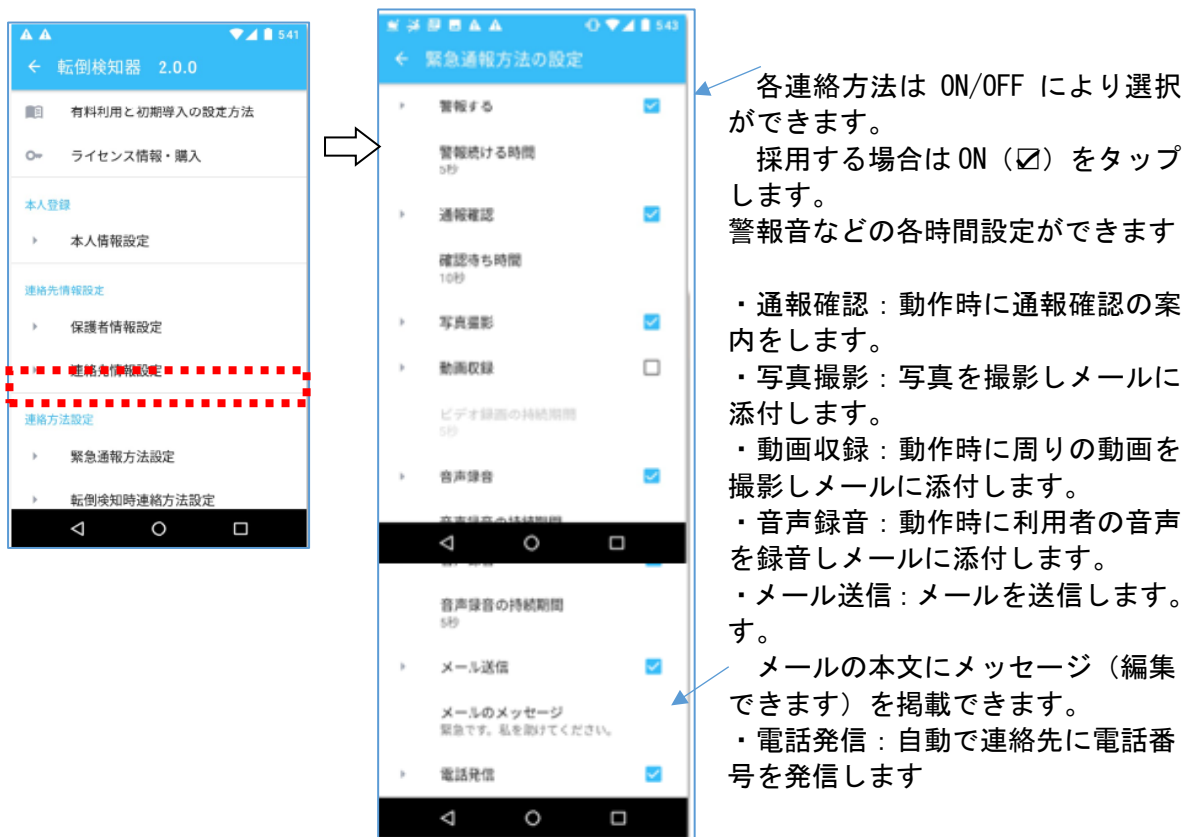 5:41
← 転倒検知器 2.0.0
有料利用と初期導入の設定方法
ライセンス情報・購入
本人登録
本人情報設定
連絡先情報設定
保護者情報設定
連絡先情報設定
連絡方法設定
緊急通報方法設定
転倒検知時連絡方法設定
5:43
← 緊急通報方法の設定
警報する
警報続ける時間
5秒
通報確認
確認待ち時間
10秒
写真撮影
動画収録
ビデオ録画の持続期間
5秒
音声録音
音声録音の持続期間
音声録音の持続期間
5秒
メール送信
メールのメッセージ
緊急です。私を助けてください。
電話発信
各連絡方法は ON/OFF により選択
ができます。
採用する場合は ON（☑）をタップ
します。
警報音などの各時間設定ができます
・通報確認：動作時に通報確認の案
内をします。
・写真撮影：写真を撮影しメールに
添付します。
・動画収録：動作時に周りの動画を
撮影しメールに添付します。
・音声録音：動作時に利用者の音声
を録音しメールに添付します。
・メール送信：メールを送信します。
す。
メールの本文にメッセージ（編集
できます）を掲載できます。
・電話発信：自動で連絡先に電話番
号を発信します